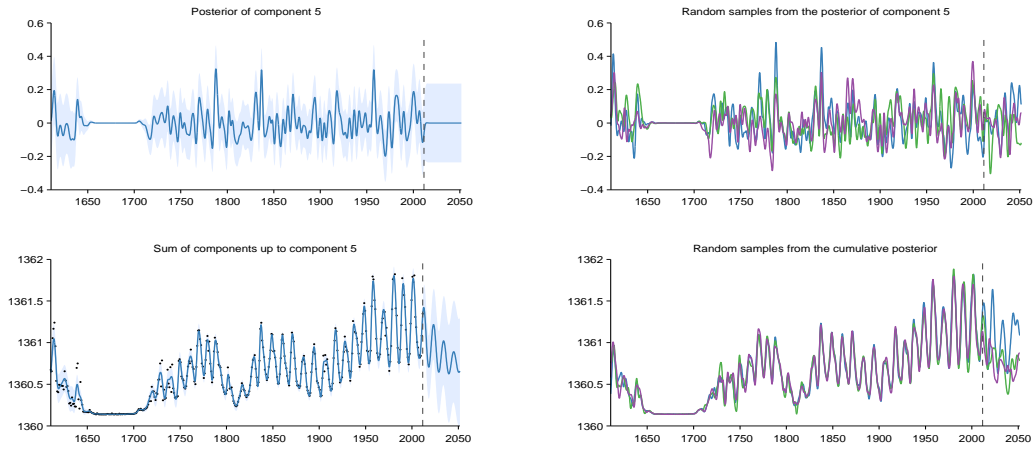 Posterior of component 5
0.6
0.4
0.2
0
−0.2
−0.4
1650 1700 1750 1800 1850 1900 1950 2000 2050
Random samples from the posterior of component 5
0.6
0.4
0.2
0
−0.2
−0.4
1650 1700 1750 1800 1850 1900 1950 2000 2050
Sum of components up to component 5
1362
1361.5
1361
1360.5
1360
1650 1700 1750 1800 1850 1900 1950 2000 2050
Random samples from the cumulative posterior
1362
1361.5
1361
1360.5
1360
1650 1700 1750 1800 1850 1900 1950 2000 2050